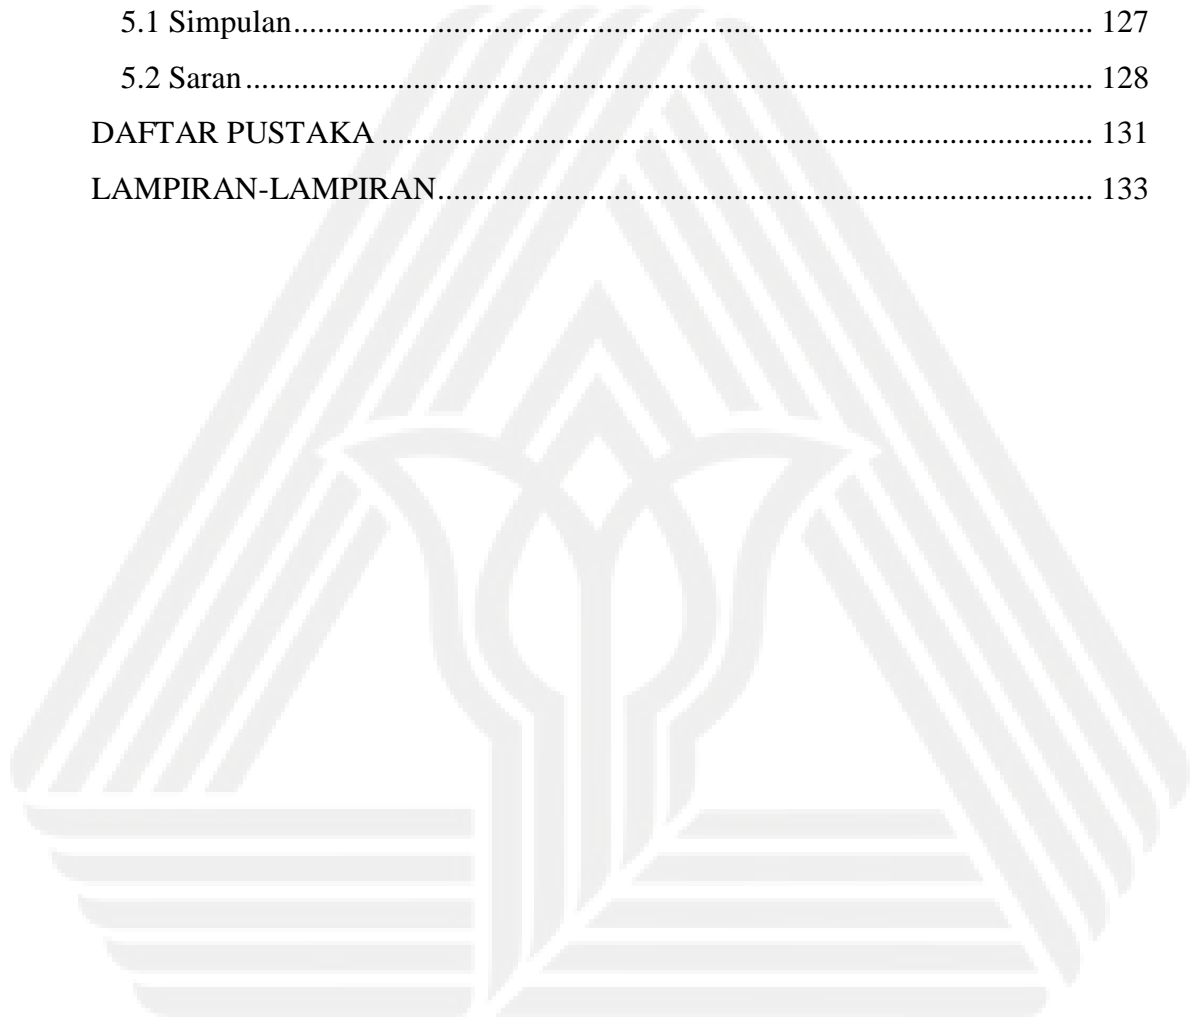 5.1 Simpulan.................................................................................................... 127
5.2 Saran .......................................................................................................... 128
DAFTAR PUSTAKA ......................................................................................... 131
LAMPIRAN-LAMPIRAN.................................................................................. 133